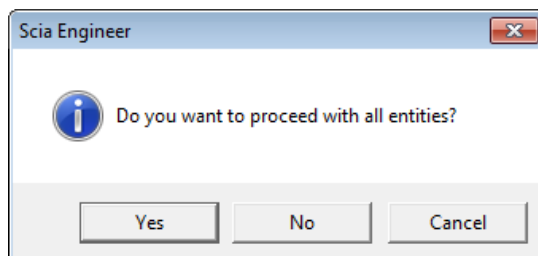 Scia Engineer
Do you want to proceed with all entities?
Yes No Cancel